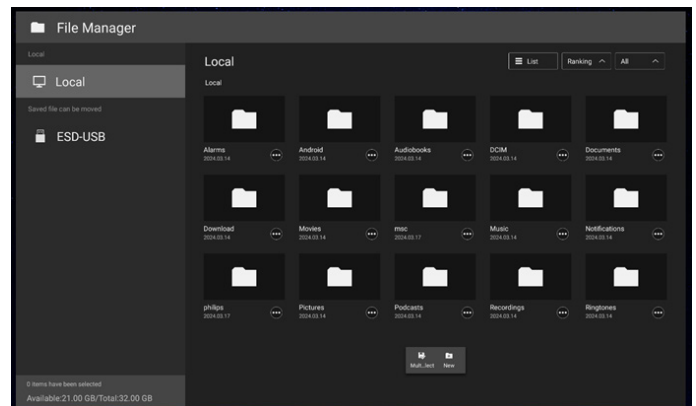 File Manager
Local
Local
Saved file can be moved
ESD-USB
0 items have been selected
Available:21.00 GB/Total:32.00 GB
Local
List
Ranking
All
Local
Alarms
2024.03.14
Android
2024.03.14
Audiobooks
2024.03.14
DCIM
2024.03.14
Documents
2024.03.14
Download
2024.03.14
Movies
2024.03.14
msc
2024.03.17
Music
2024.03.14
Notifications
2024.03.14
philips
2024.03.17
Pictures
2024.03.14
Podcasts
2024.03.14
Recordings
2024.03.14
Ringtones
2024.03.14
Mult...lect
New